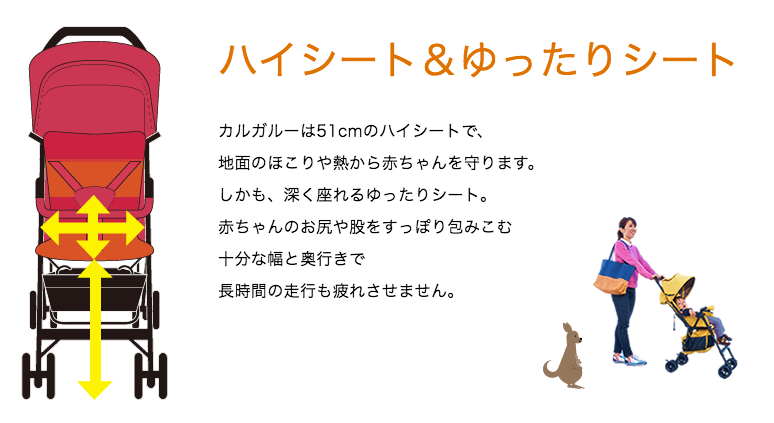 ハイシート＆ゆったりシート
カルガルーは51cmのハイシートで、
地面のほこりや熱から赤ちゃんを守ります。
しかも、深く座れるゆったりシート。
赤ちゃんのお尻や股をすっぽり包みこむ
十分な幅と奥行きで
長時間の走行も疲れさせません。